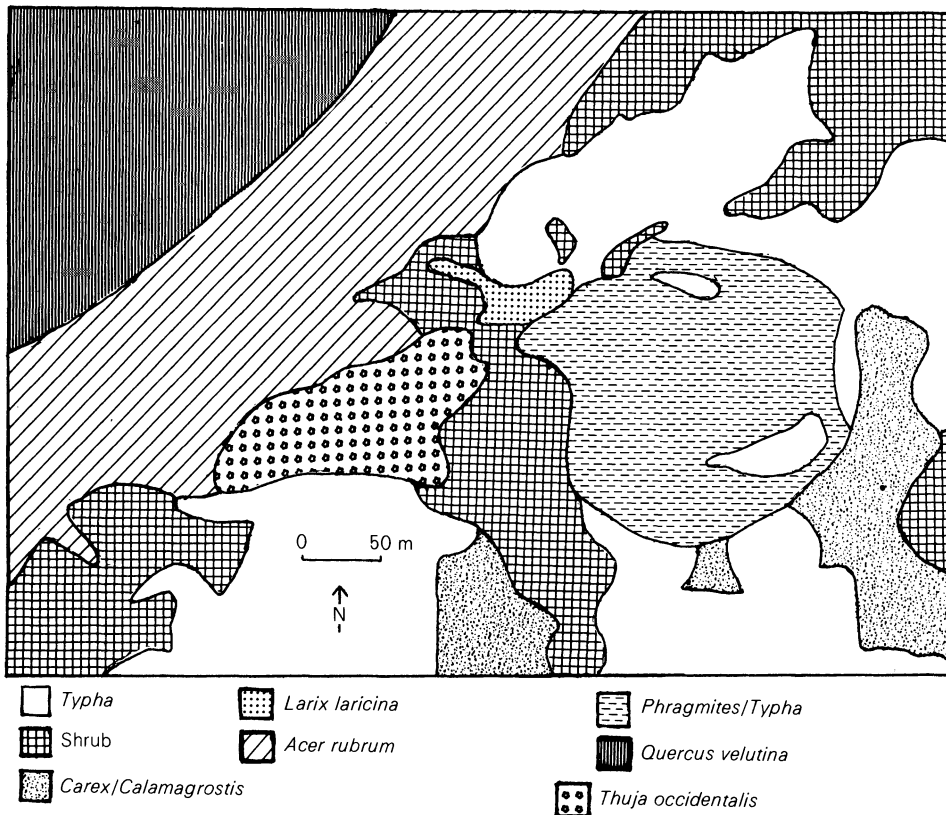 0 50 m
N
Typha
Larix laricina
Phragmites/Typha
Shrub
Acer rubrum
Quercus velutina
Carex/Calamagrostis
Thuja occidentalis